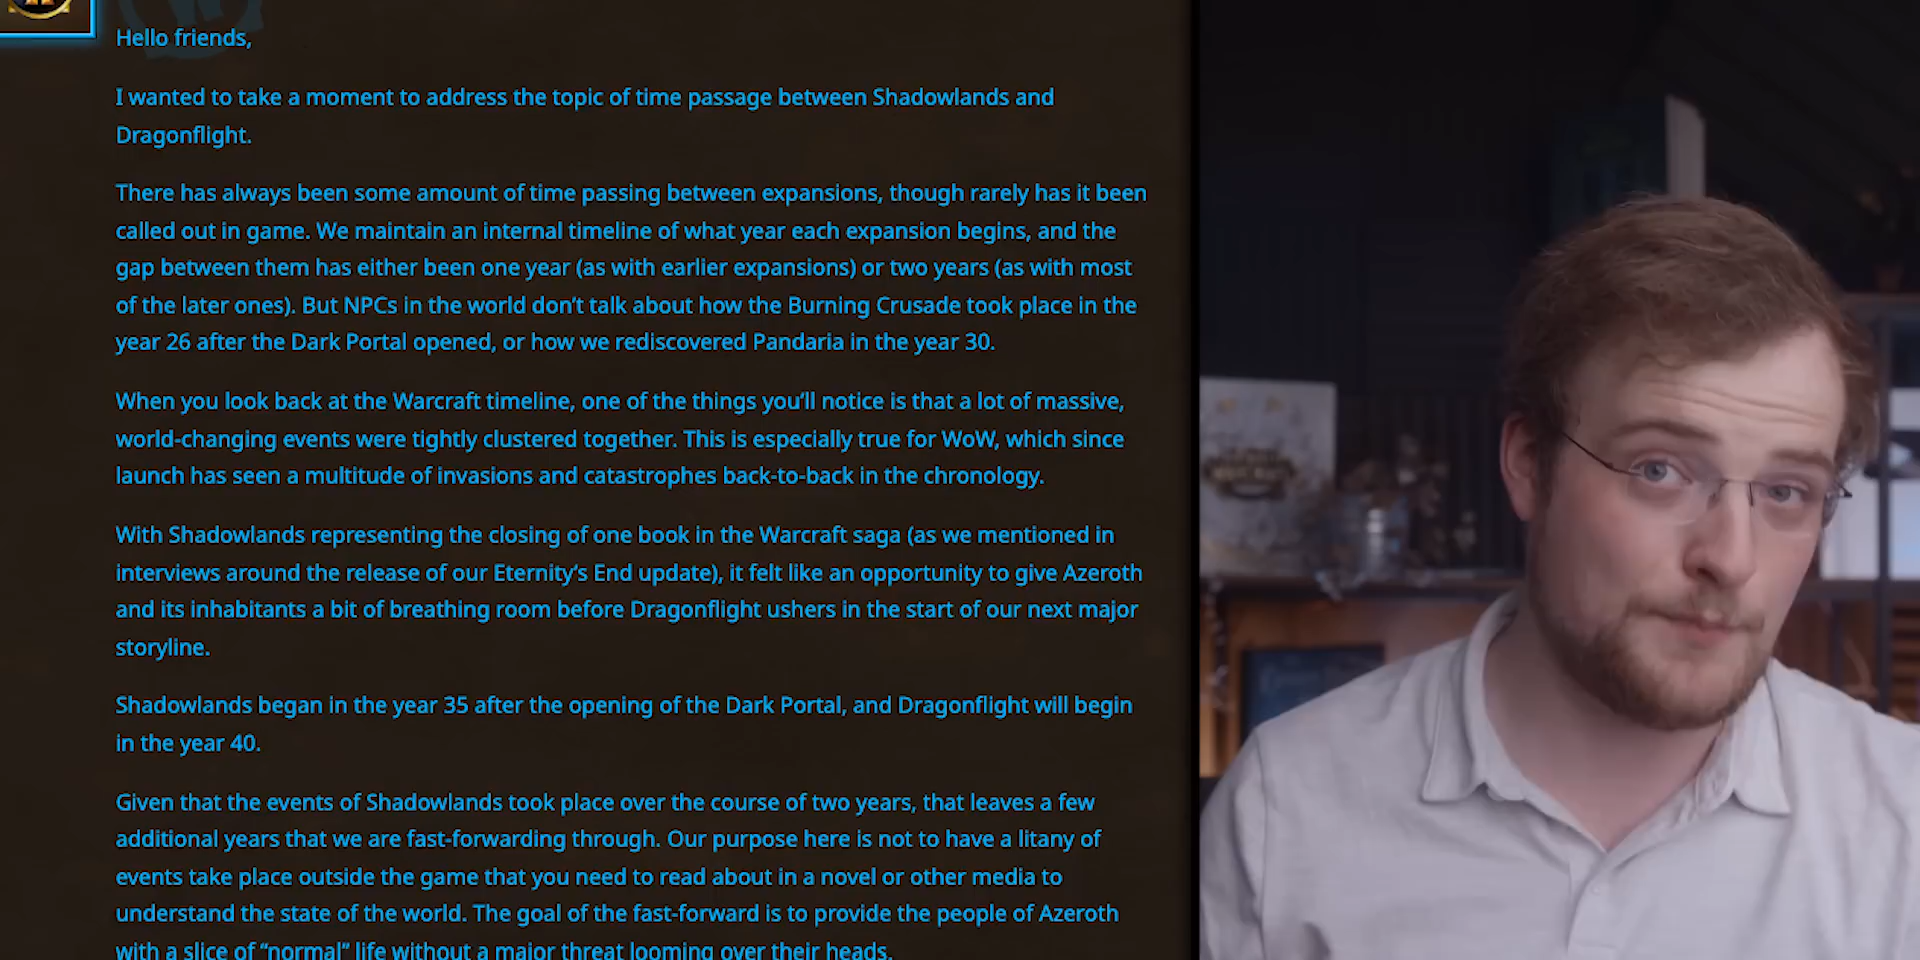 Hello friends,
I wanted to take a moment to address the topic of time passage between Shadowlands and
Dragonflight.
There has always been some amount of time passing between expansions, though rarely has it been
called out in game. We maintain an internal timeline of what year each expansion begins, and the
gap between them has either been one year (as with earlier expansions) or two years (as with most
of the later ones). But NPCs in the world don't talk about how the Burning Crusade took place in the
year 26 after the Dark Portal opened, or how we rediscovered Pandaria in the year 30.
When you look back at the Warcraft timeline, one of the things you'll notice is that a lot of massive,
world-changing events were tightly clustered together. This is especially true for WoW, which since
launch has seen a multitude of invasions and catastrophes back-to-back in the chronology.
With Shadowlands representing the closing of one book in the Warcraft saga (as we mentioned in
interviews around the release of our Eternity's End update), it felt like an opportunity to give Azeroth
and its inhabitants a bit of breathing room before Dragonflight ushers in the start of our next major
storyline.
Shadowlands began in the year 35 after the opening of the Dark Portal, and Dragonflight will begin
in the year 40.
Given that the events of Shadowlands took place over the course of two years, that leaves a few
additional years that we are fast-forwarding through. Our purpose here is not to have a litany of
events take place outside the game that you need to read about in a novel or other media to
understand the state of the world. The goal of the fast-forward is to provide the people of Azeroth
with a slice of “normal” life without a major threat looming over their heads.